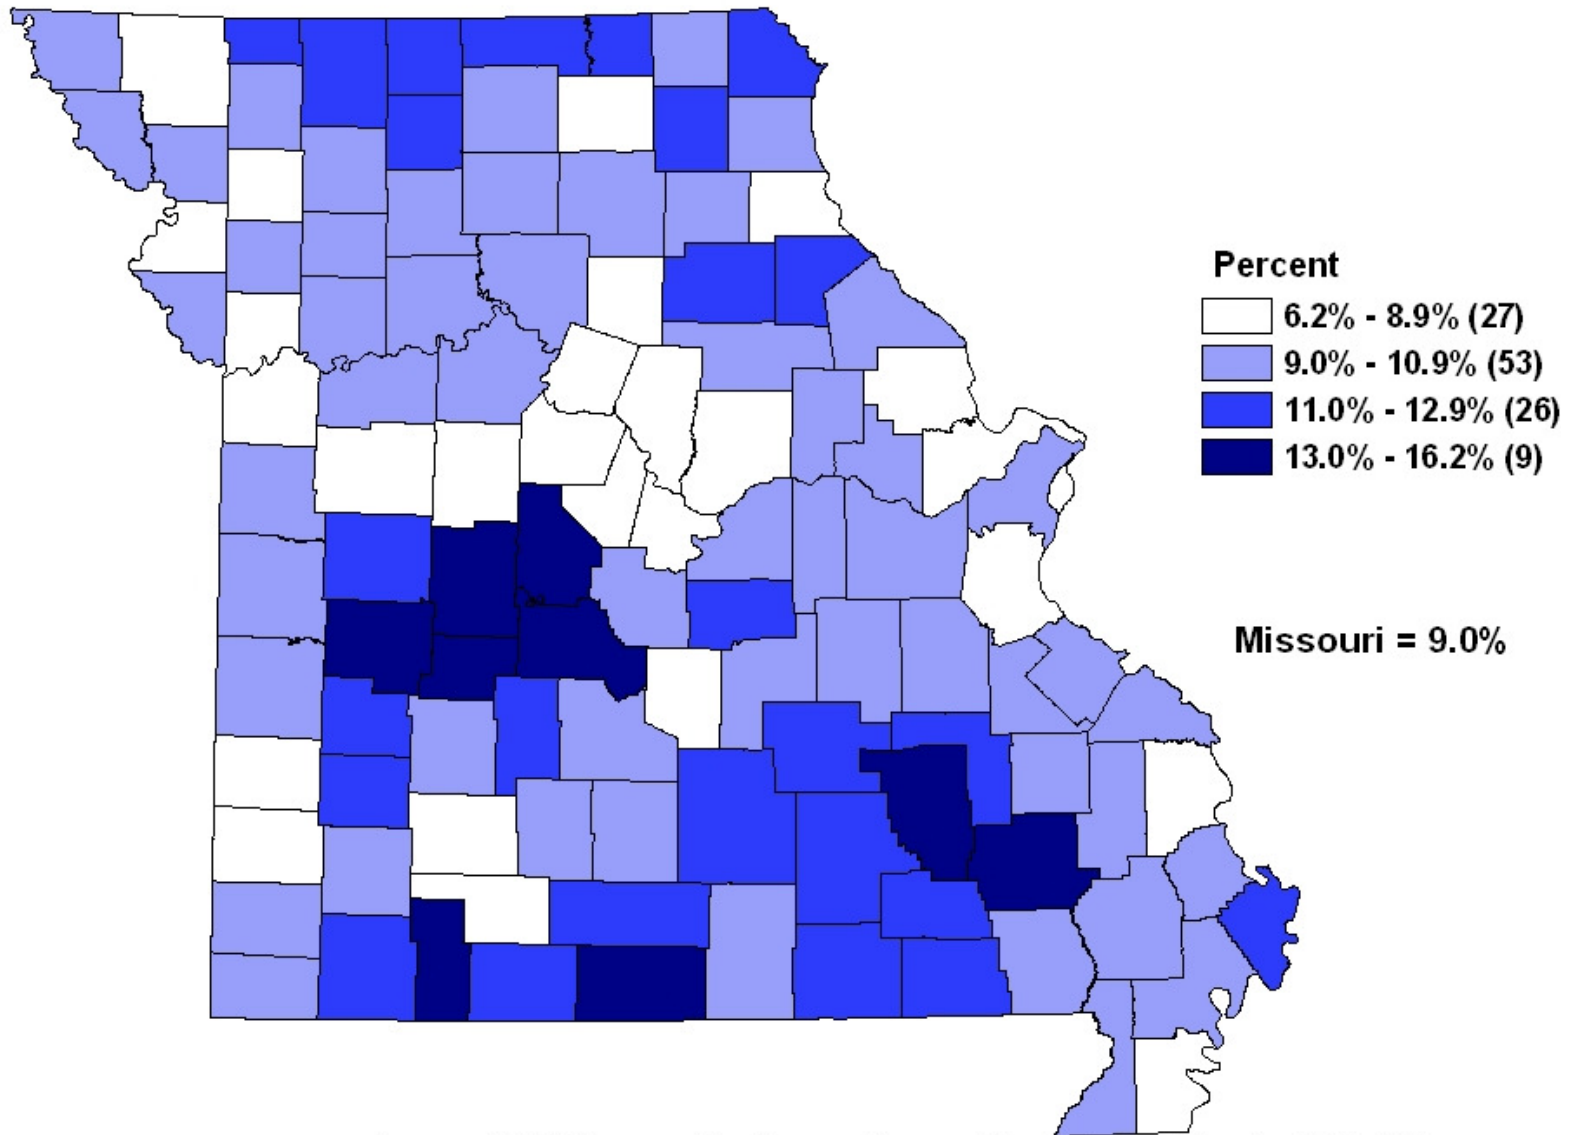 Percent
6.2% - 8.9% (27)
9.0% - 10.9% (53)
11.0% - 12.9% (26)
13.0% - 16.2% (9)
Missouri = 9.0%